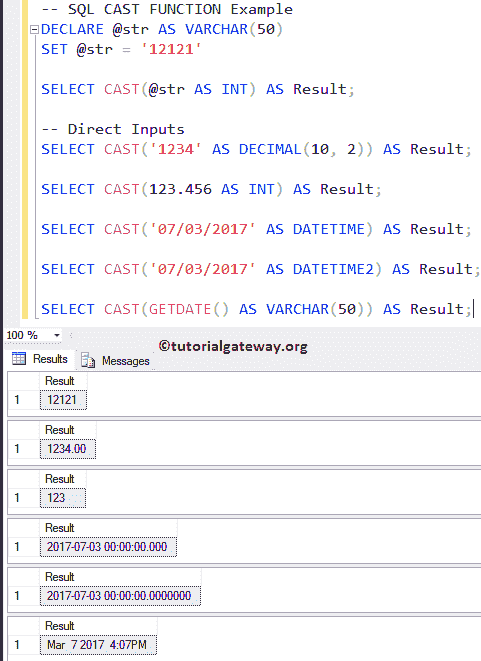 -- SQL CAST FUNCTION Example
DECLARE @str AS VARCHAR(50)
SET @str = '12121'
SELECT CAST(@str AS INT) AS Result;
-- Direct Inputs
SELECT CAST('1234' AS DECIMAL(10, 2)) AS Result;
SELECT CAST(123.456 AS INT) AS Result;
SELECT CAST('07/03/2017' AS DATETIME) AS Result;
SELECT CAST('07/03/2017' AS DATETIME2) AS Result;
SELECT CAST(GETDATE() AS VARCHAR(50)) AS Result;
100 %
©tutorialgateway.org
Results Messages
Result
1 12121
Result
1 1234.00
Result
1 123
Result
1 2017-07-03 00:00:00.000
Result
1 2017-07-03 00:00:00.0000000
Result
1 Mar 7 2017 4:07PM